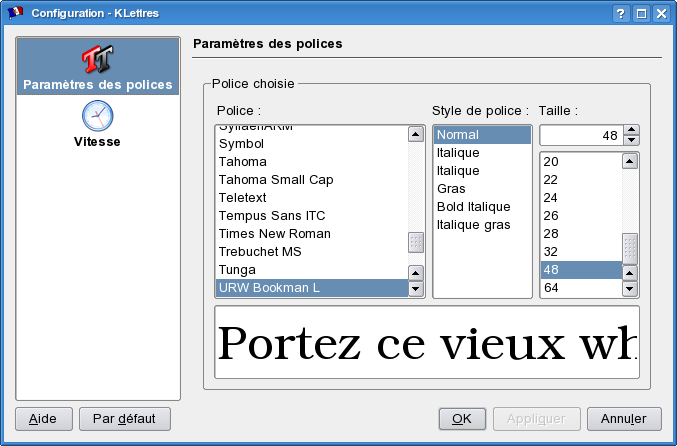 Configuration - KLettres
Paramètres des polices
Vitesse
Paramètres des polices
Police choisie
Police :
SyllaenARM
Symbol
Tahoma
Tahoma Small Cap
Teletext
Tempus Sans ITC
Times New Roman
Trebuchet MS
Tunga
URW Bookman L
Style de police :
Normal
Italique
Italique
Gras
Bold Italique
Italique gras
Taille :
48
20
22
24
26
28
32
48
64
Portez ce vieux wh
Aide
Par défaut
OK
Appliquer
Annuler